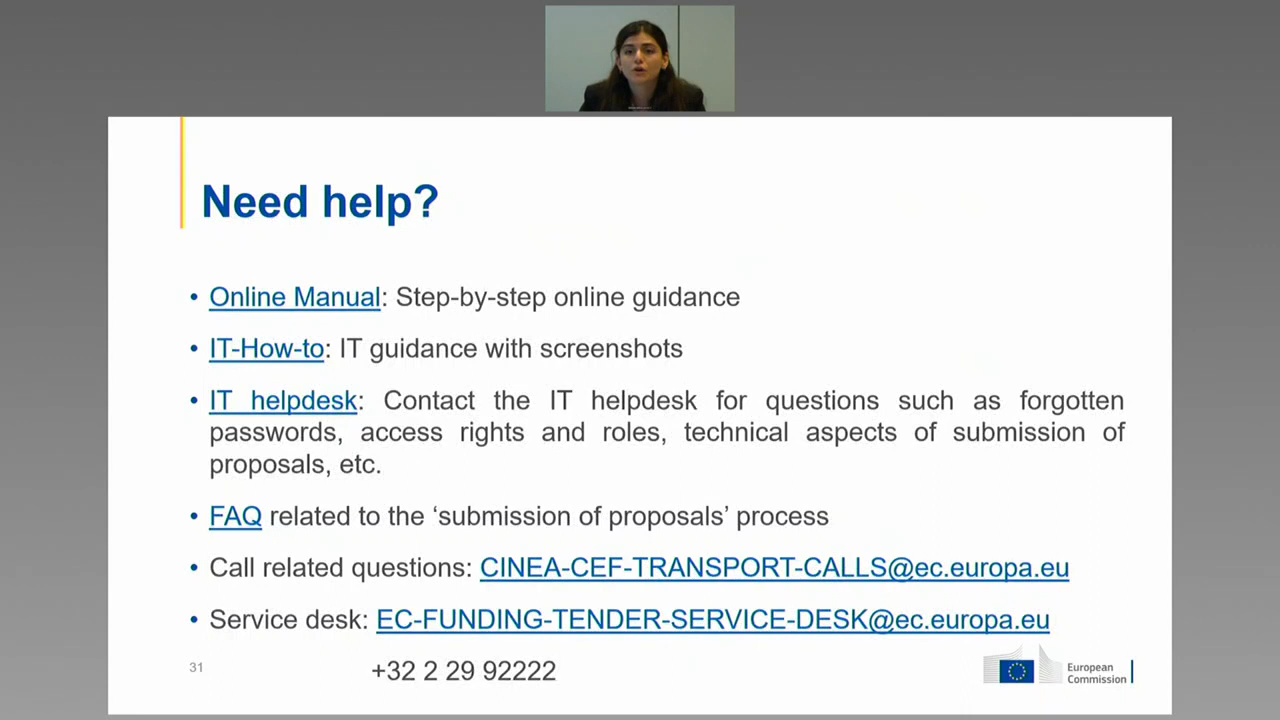 Need help?
• Online Manual: Step-by-step online guidance
• IT-How-to: IT guidance with screenshots
• IT helpdesk: Contact the IT helpdesk for questions such as forgotten
passwords, access rights and roles, technical aspects of submission of
proposals, etc.
• FAQ related to the ‘submission of proposals’ process
• Call related questions: CINEA-CEF-TRANSPORT-CALLS@ec.europa.eu
• Service desk: EC-FUNDING-TENDER-SERVICE-DESK@ec.europa.eu
+32 2 29 92222
31
European
Commission